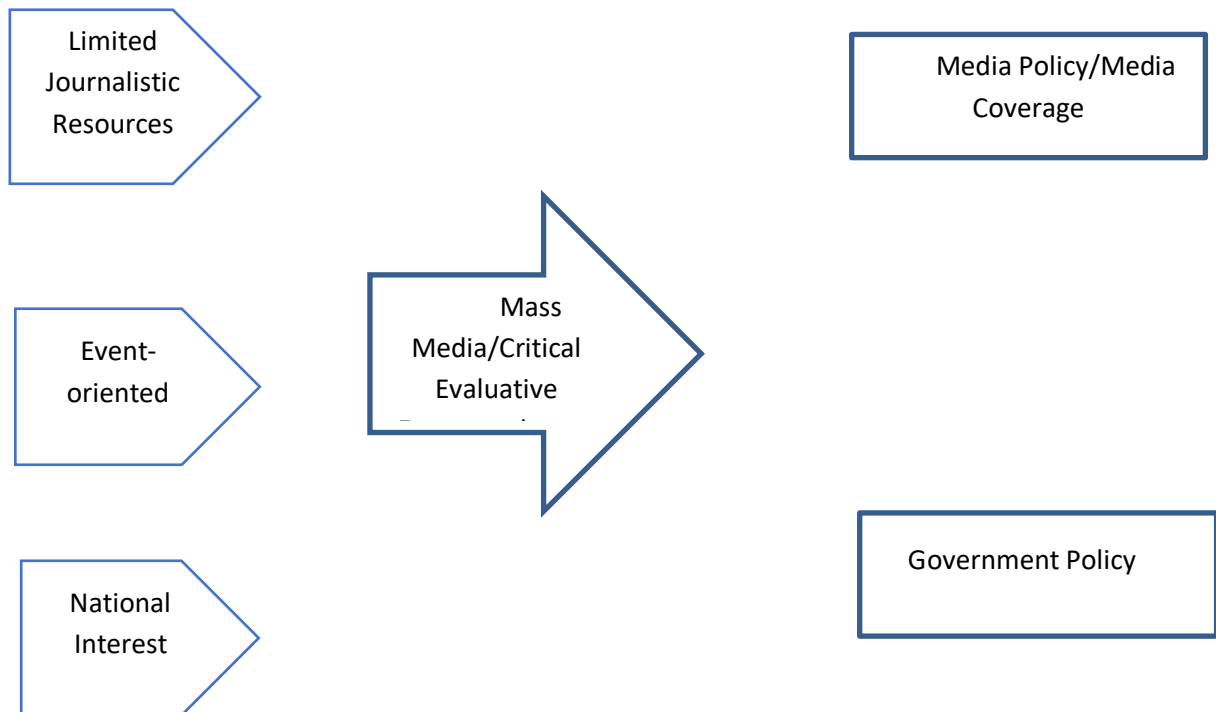 Limited
Journalistic
Resources
Media Policy/Media
Coverage
Mass
Media/Critical
Evaluative
Event-
oriented
Government Policy
National
Interest